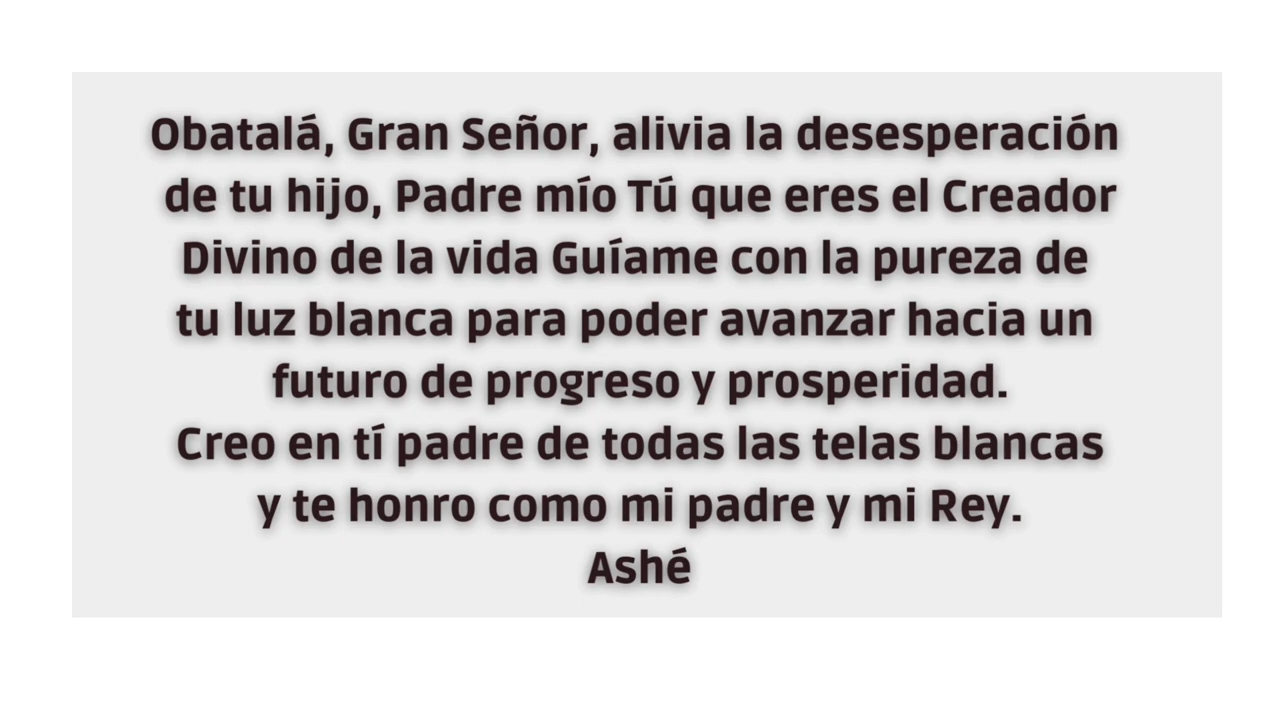 Obatalá, Gran Señor, alivia la desesperación
de tu hijo, Padre mío Tú que eres el Creador
Divino de la vida Guíame con la pureza de
tu luz blanca para poder avanzar hacia un
futuro de progreso y prosperidad.
Creo en tí padre de todas las telas blancas
y te honro como mi padre y mi Rey.
Ashé